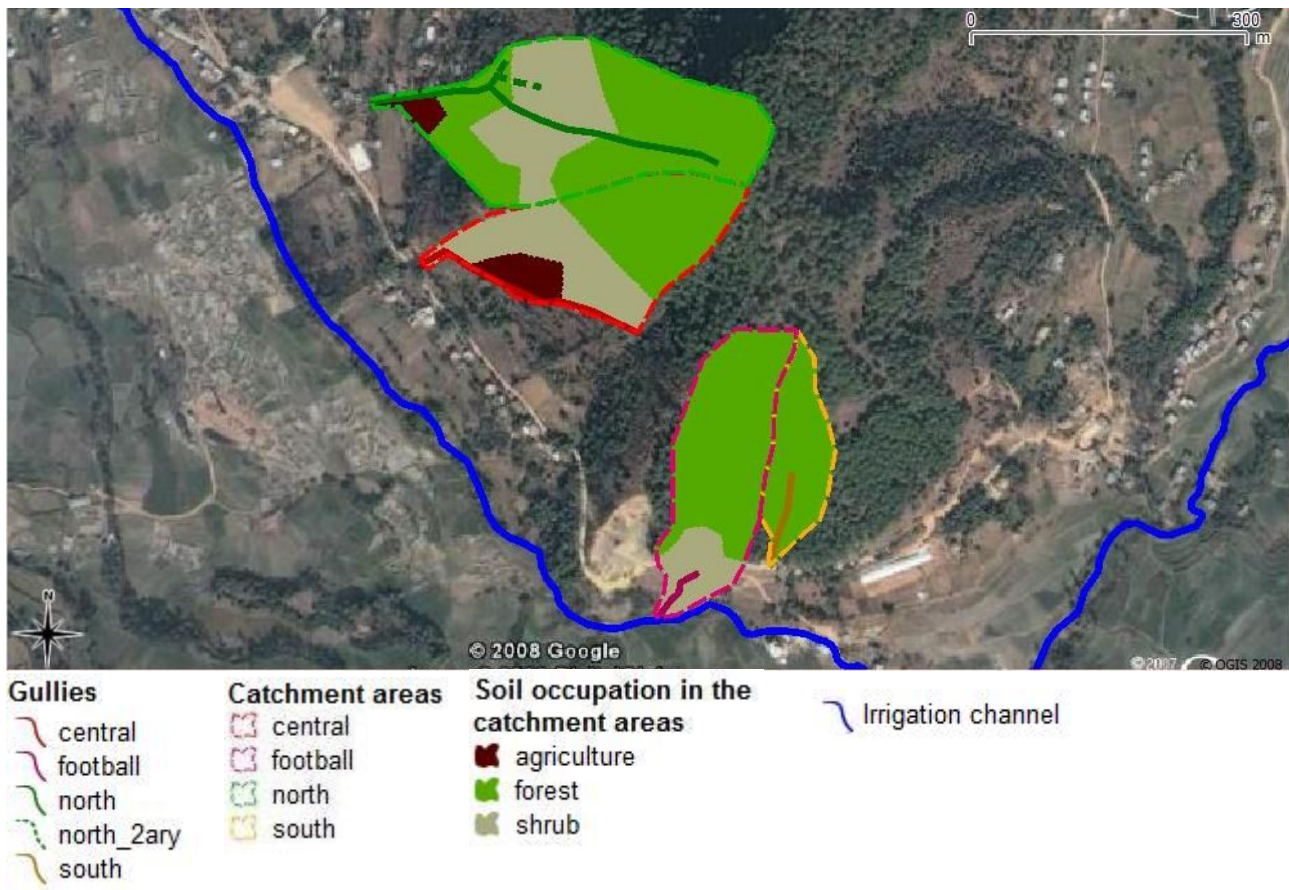 0 300
m
N
© 2008 Google
© 2007 © OGIS 2008
Gullies
central
football
north
north_2ary
south
Catchment areas
central
football
north
south
Soil occupation in the
catchment areas
agriculture
forest
shrub
Irrigation channel